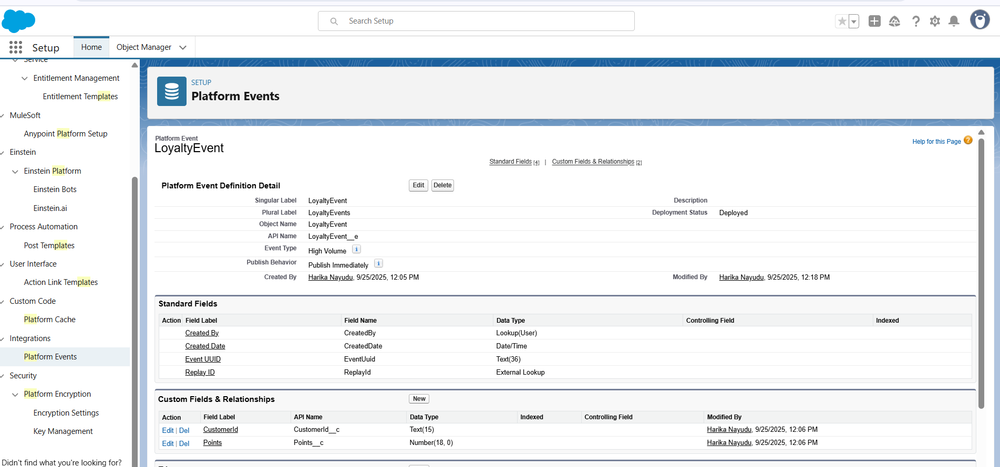 Search Setup
Setup
Home
Object Manager
Service
Entitlement Management
Entitlement Templates
MuleSoft
Anypoint Platform Setup
Einstein
Einstein Platform
Einstein Bots
Einstein.ai
Process Automation
Post Templates
User Interface
Action Link Templates
Custom Code
Platform Cache
Integrations
Platform Events
Security
Platform Encryption
Encryption Settings
Key Management
Didn't find what you're looking for?
SETUP
Platform Events
Platform Event
LoyaltyEvent
Help for this Page
Standard Fields [4] | Custom Fields & Relationships [2]
Platform Event Definition Detail Edit Delete
Singular Label LoyaltyEvent Description
Plural Label LoyaltyEvents Deployment Status Deployed
Object Name LoyaltyEvent
API Name LoyaltyEvent__e
Event Type High Volume
Publish Behavior Publish Immediately
Created By Harika Nayudu, 9/25/2025, 12:05 PM Modified By Harika Nayudu, 9/25/2025, 12:18 PM
Standard Fields
Action Field Label Field Name Data Type Controlling Field Indexed
Created By CreatedBy Lookup(User)
Created Date CreatedDate Date/Time
Event UUID EventUuid Text(36)
Replay ID ReplayId External Lookup
Custom Fields & Relationships New
Action Field Label API Name Data Type Indexed Controlling Field Modified By
Edit | Del CustomerId CustomerId__c Text(15) Harika Nayudu, 9/25/2025, 12:06 PM
Edit | Del Points Points__c Number(18, 0) Harika Nayudu, 9/25/2025, 12:06 PM